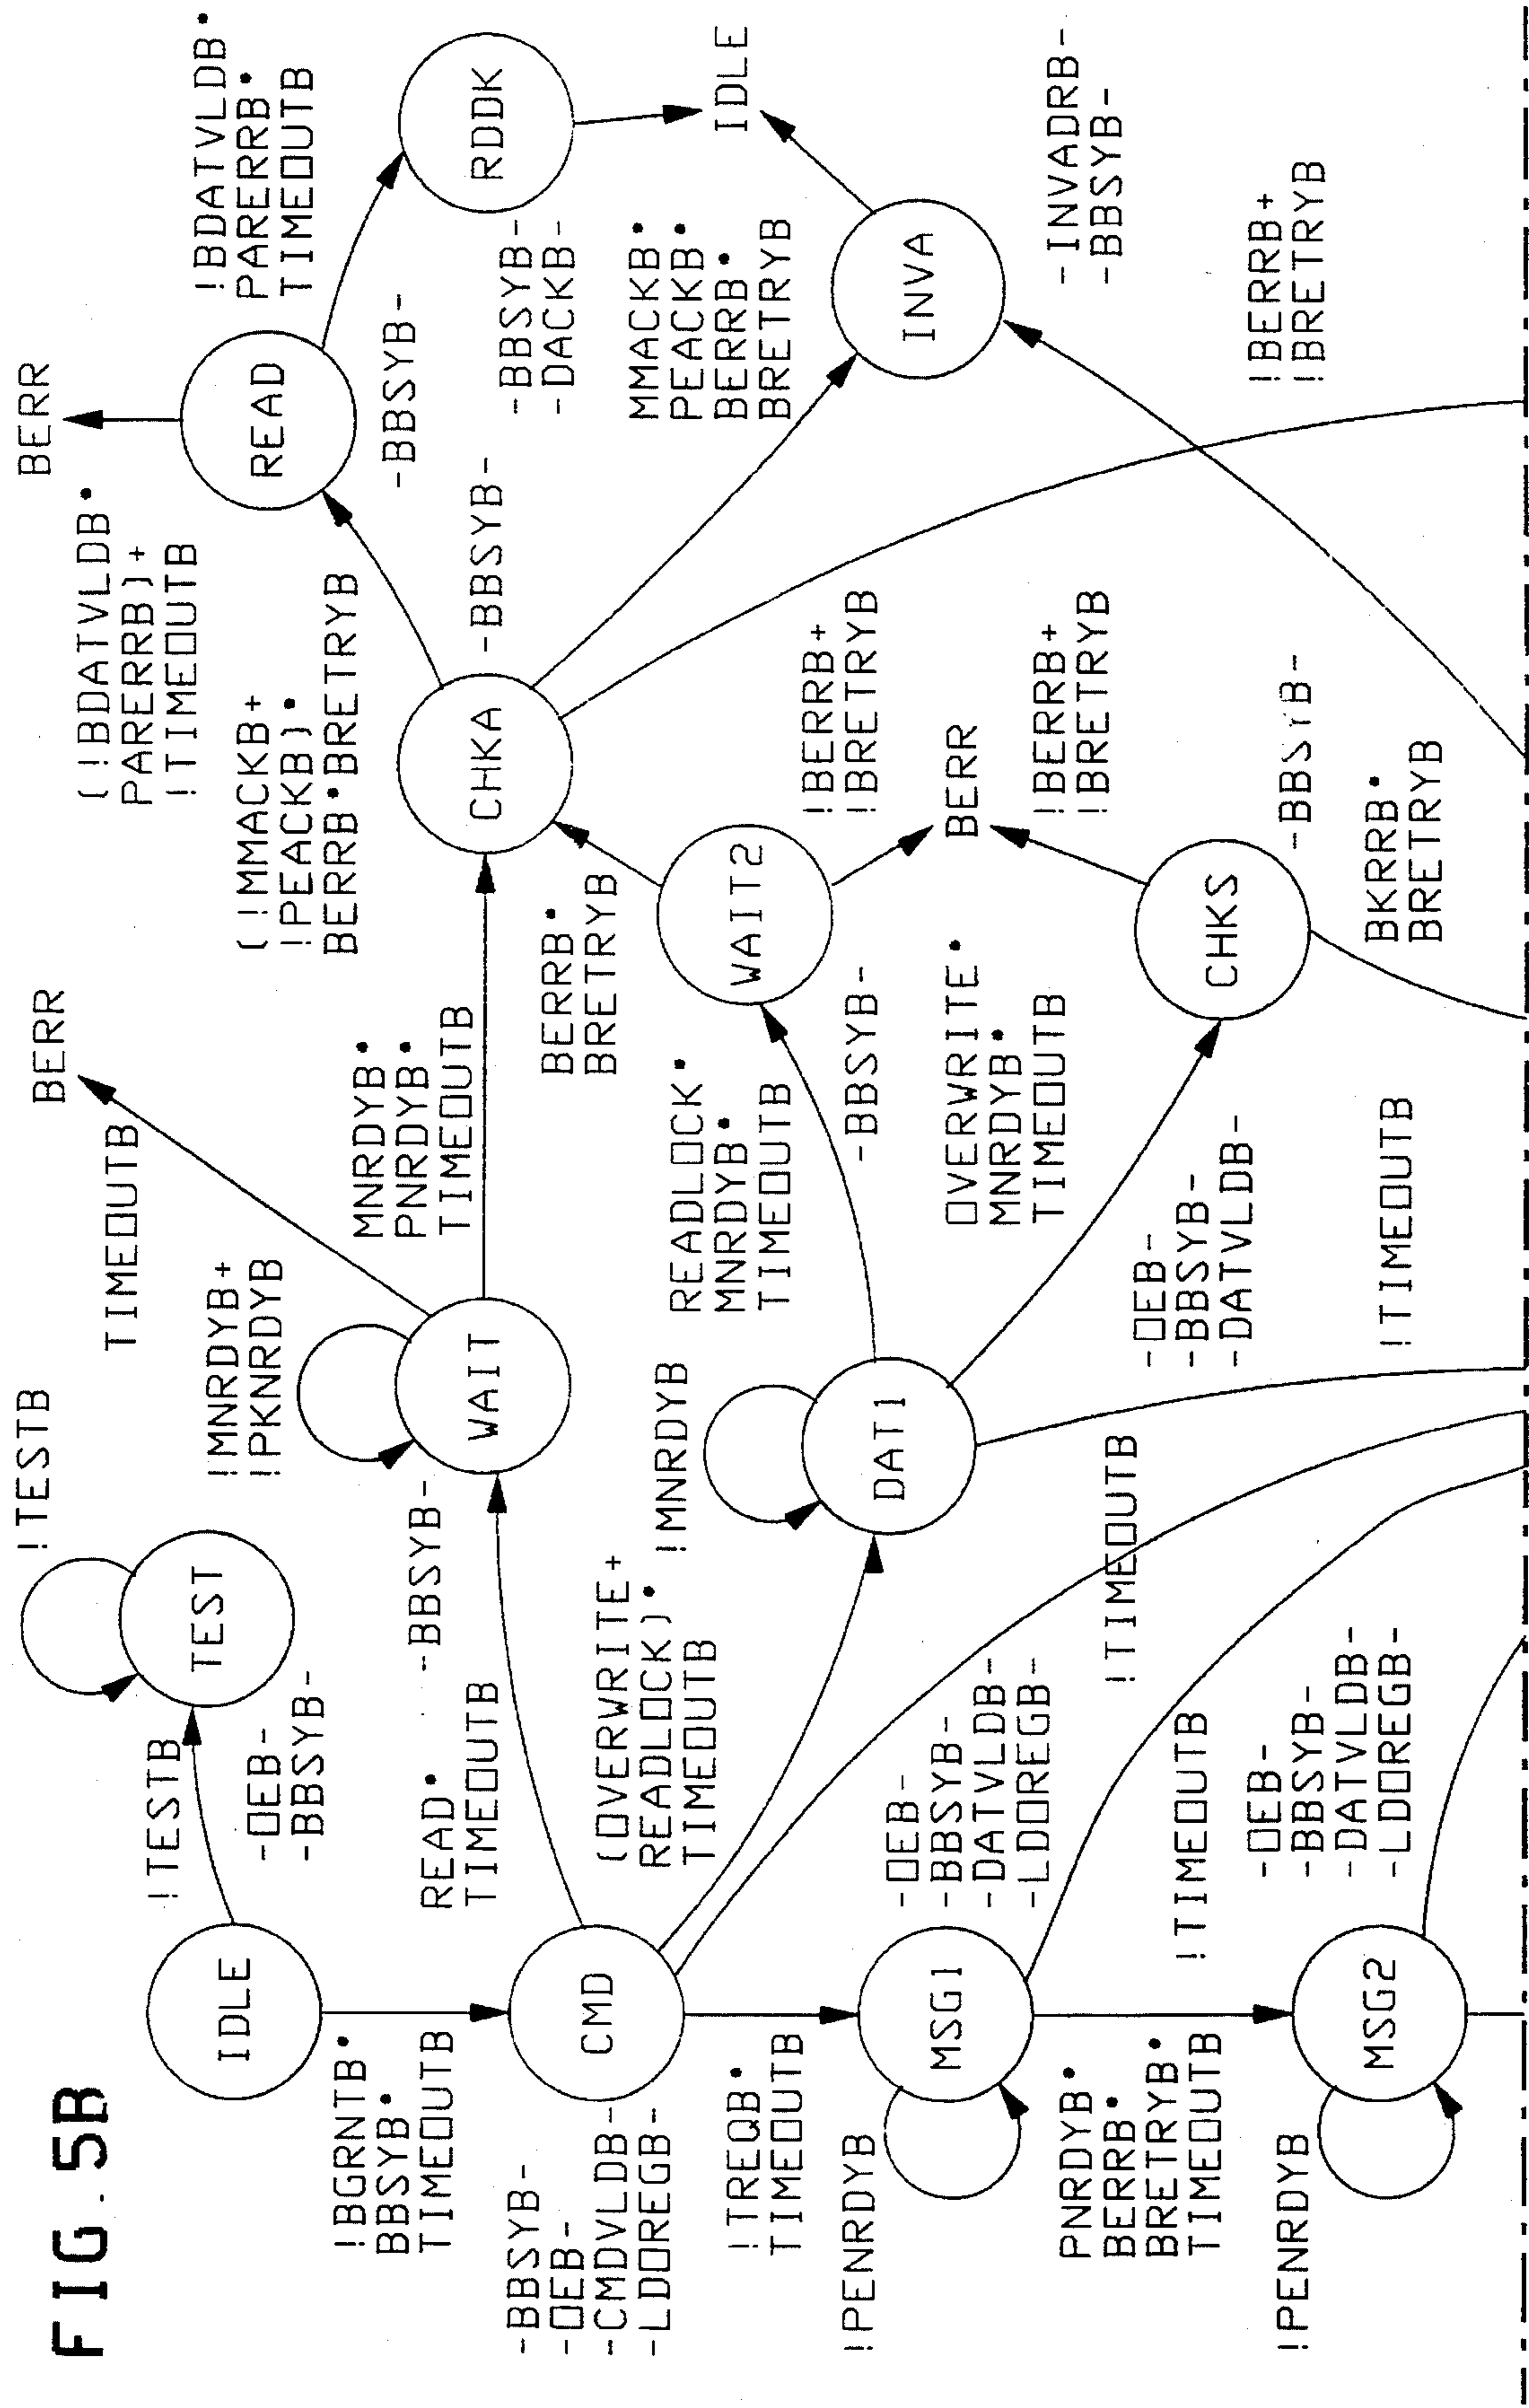 FIG. 5B
IDLE
!TESTB
-OEB-
-BBSYB-
TEST
!TESTB
!BGRNTB•
BBSYB•
TIMEOUTB
CMD
-BBSYB-
-OEB-
-CMDVLDB-
-LDOREGB-
READ•
TIMEOUTB
-BBSYB-
WAIT
!MNRDYB+
!PKNRDYB
TIMEOUTB
BERR
MNRDYB•
PNRDYB•
TIMEOUTB
CHKA
-BBSYB-
(!MMACKB+
!PEACKB)•
BERRB•BRETRYB
READ
-BBSYB-
(!BDATVLDB•
PARERRB)+
!TIMEOUTB
BERR
!BDATVLDB•
PARERRB•
TIMEOUTB
RDDK
-BBSYB-
-DACKB-
IDLE
MMACKB•
PEACKB•
BERRB•
BRETRYB
INVA
-INVADRB-
-BBSYB-
!BERRB+
!BRETRYB
(OVERWRITE+
READLOCK)•
TIMEOUTB
!MNRDYB
DAT1
READLOCK•
MNRDYB•
TIMEOUTB
-BBSYB-
WAIT2
BERRB•
BRETRYB
!BERRB+
!BRETRYB
BERR
!BERRB+
!BRETRYB
OVERWRITE•
MNRDYB•
TIMEOUTB
-OEB-
-BBSYB-
-DATVLDB-
CHKS
-BBSYB-
BKRRB•
BRETRYB
!TIMEOUTB
!TREQB•
TIMEOUTB
!PENRDYB
MSG1
-OEB-
-BBSYB-
-DATVLDB-
-LDOREGB-
!TIMEOUTB
PNRDYB•
BERRB•
BRETRYB•
TIMEOUTB
!TIMEOUTB
!PENRDYB
MSG2
-OEB-
-BBSYB-
-DATVLDB-
-LDOREGB-